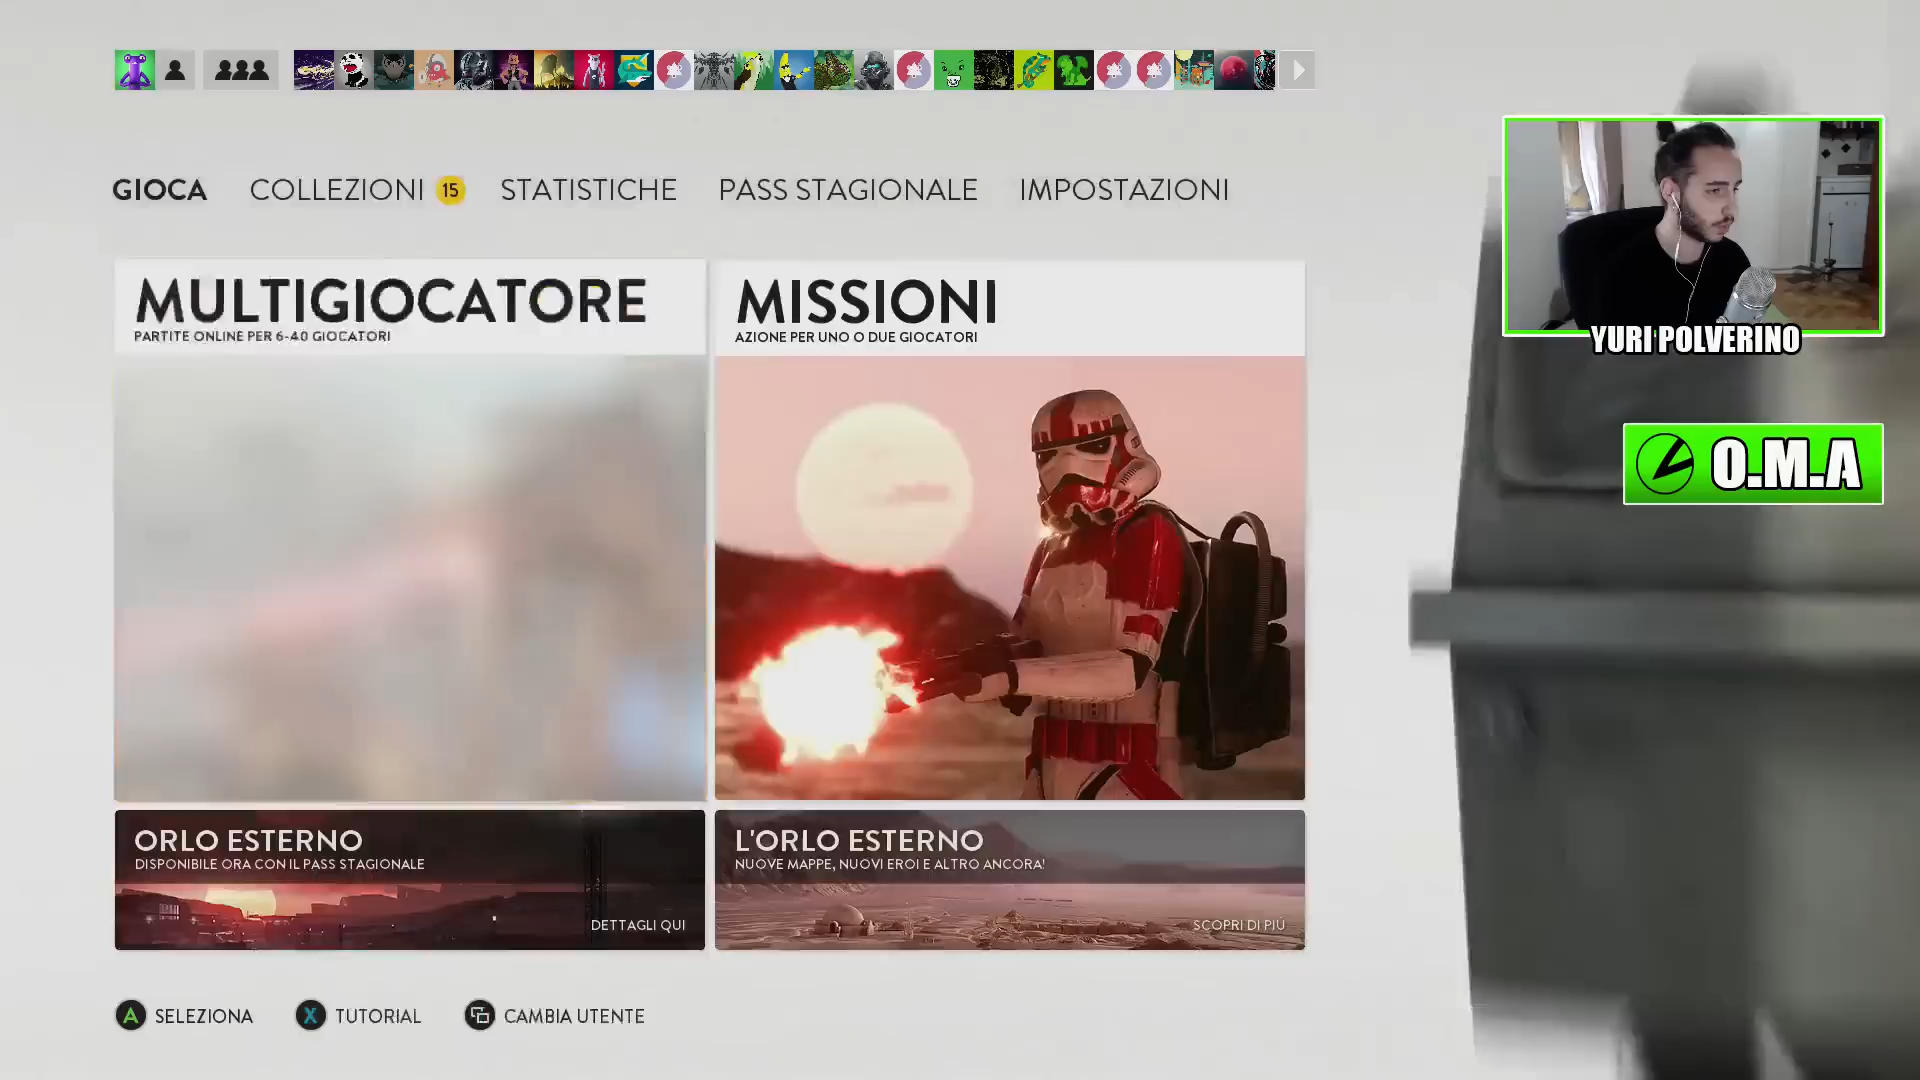 GIOCA
COLLEZIONI 15
STATISTICHE
PASS STAGIONALE
IMPOSTAZIONI
MULTIGIOCATORE
PARTITE ONLINE PER 6-40 GIOCATORI
MISSIONI
AZIONE PER UNO O DUE GIOCATORI
YURI POLVERINO
O.M.A
ORLO ESTERNO
DISPONIBILE ORA CON IL PASS STAGIONALE
DETTAGLI QUI
L'ORLO ESTERNO
NUOVE MAPPE, NUOVI EROI E ALTRO ANCORA!
SCOPRI DI PIÙ
A SELEZIONA
X TUTORIAL
CAMBIA UTENTE